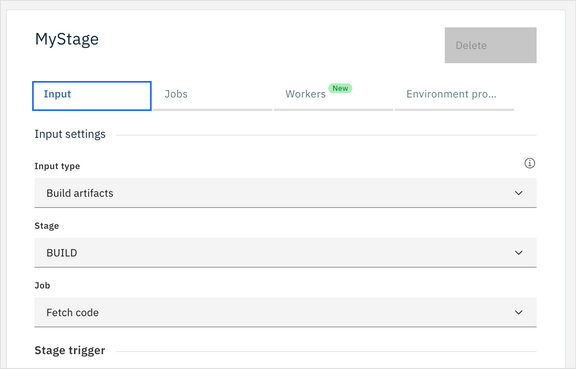 MyStage
Delete
Input
Jobs
Workers New
Environment pro...
Input settings
Input type
Build artifacts
Stage
BUILD
Job
Fetch code
Stage trigger